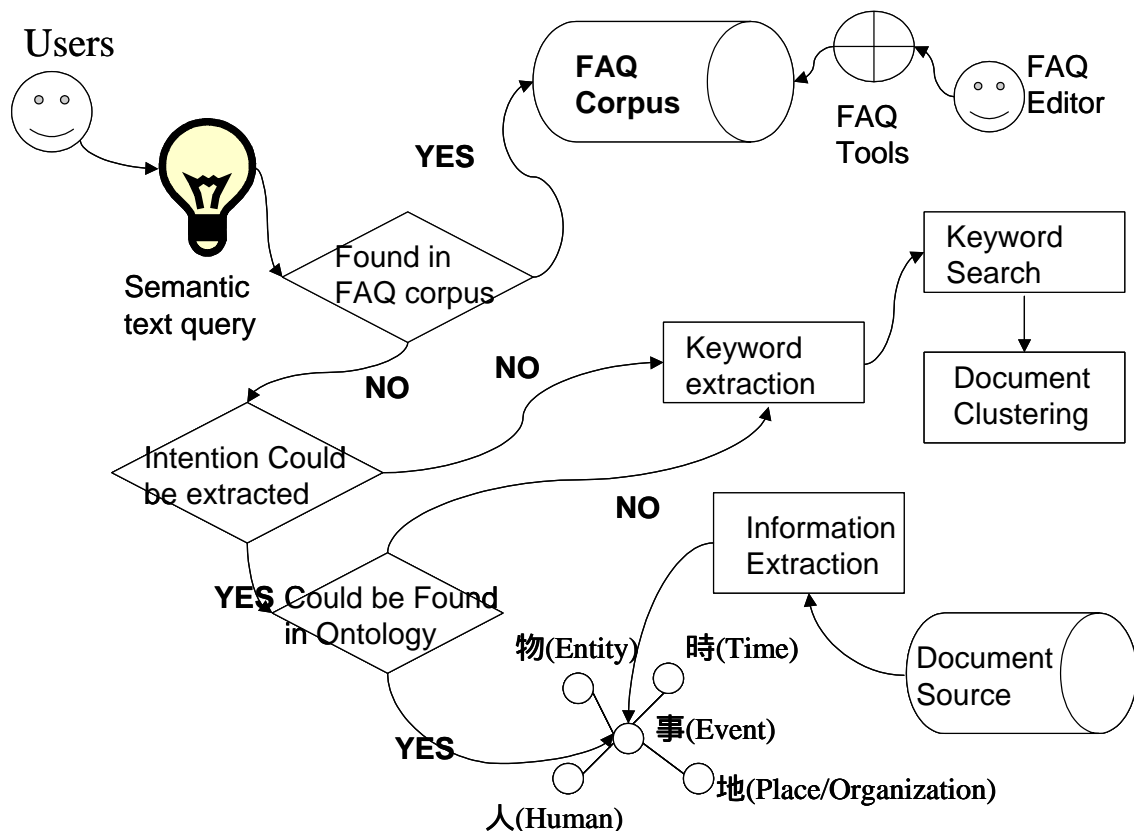 Users
FAQ
Corpus
FAQ
Editor
FAQ
Tools
YES
Semantic
text query
Found in
FAQ corpus
Keyword
Search
NO
NO
Keyword
extraction
Document
Clustering
Intention Could
be extracted
NO
Information
Extraction
YES
Could be Found
in Ontology
物(Entity)
時(Time)
Document
Source
YES
事(Event)
地(Place/Organization)
人(Human)